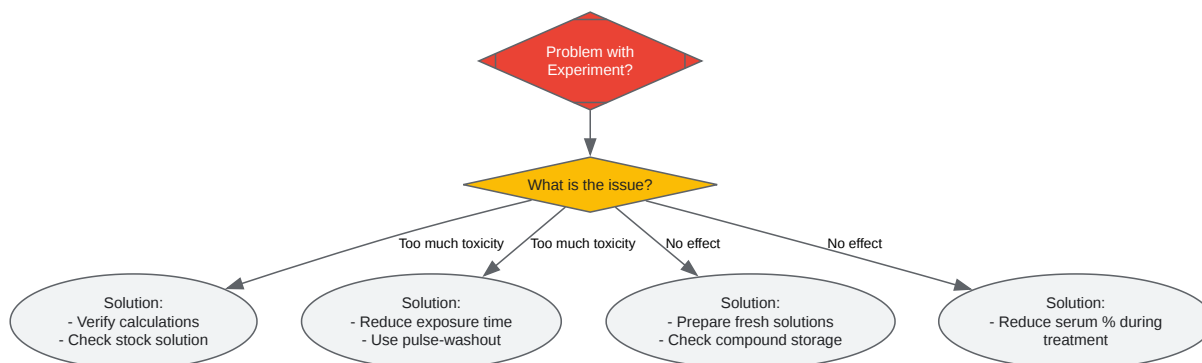 Problem with
Experiment?
What is the issue?
Too much toxicity
Too much toxicity
No effect
No effect
Solution:
- Verify calculations
- Check stock solution
Solution:
- Reduce exposure time
- Use pulse-washout
Solution:
- Prepare fresh solutions
- Check compound storage
Solution:
- Reduce serum % during
treatment